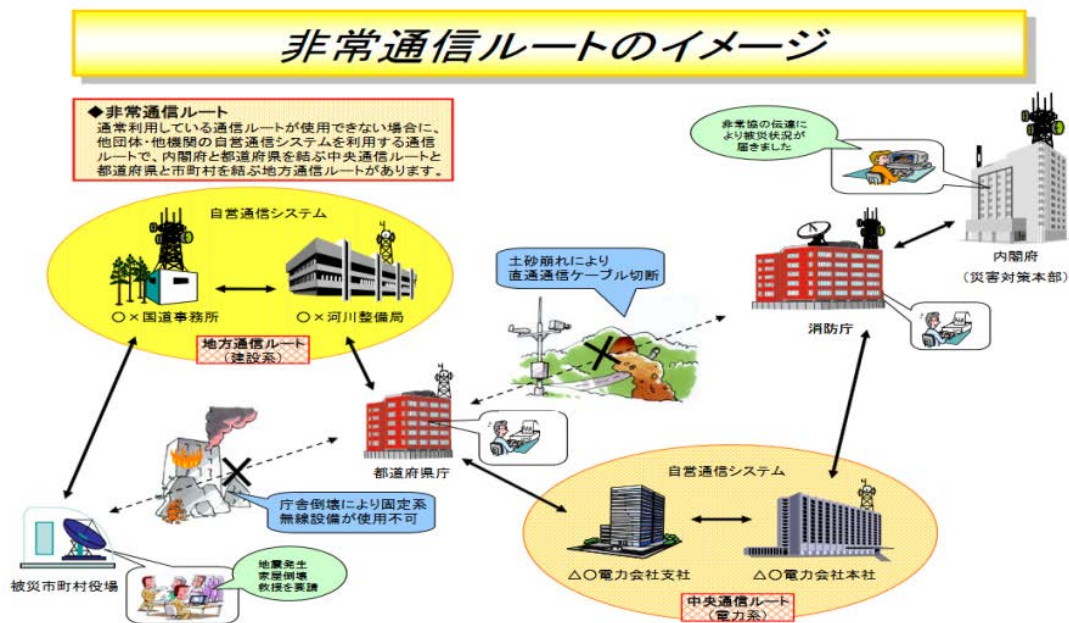 非常通信ルートのイメージ
◆非常通信ルート
通常利用している通信ルートが使用できない場合に、
他団体・他機関の自営通信システムを利用する通信
ルートで、内閣府と都道府県を結ぶ中央通信ルートと
都道府県と市町村を結ぶ地方通信ルートがあります。
非常協の伝達に
より被災状況が
届きました
内閣府
(災害対策本部)
自営通信システム
○×国道事務所
○×河川整備局
地方通信ルート
(建設系)
土砂崩れにより
直通通信ケーブル切断
消防庁
都道府県庁
庁舎倒壊により固定系
無線設備が使用不可
被災市町村役場
地震発生
家屋倒壊
救援を要請
自営通信システム
△○電力会社支社
△○電力会社本社
中央通信ルート
(電力系)